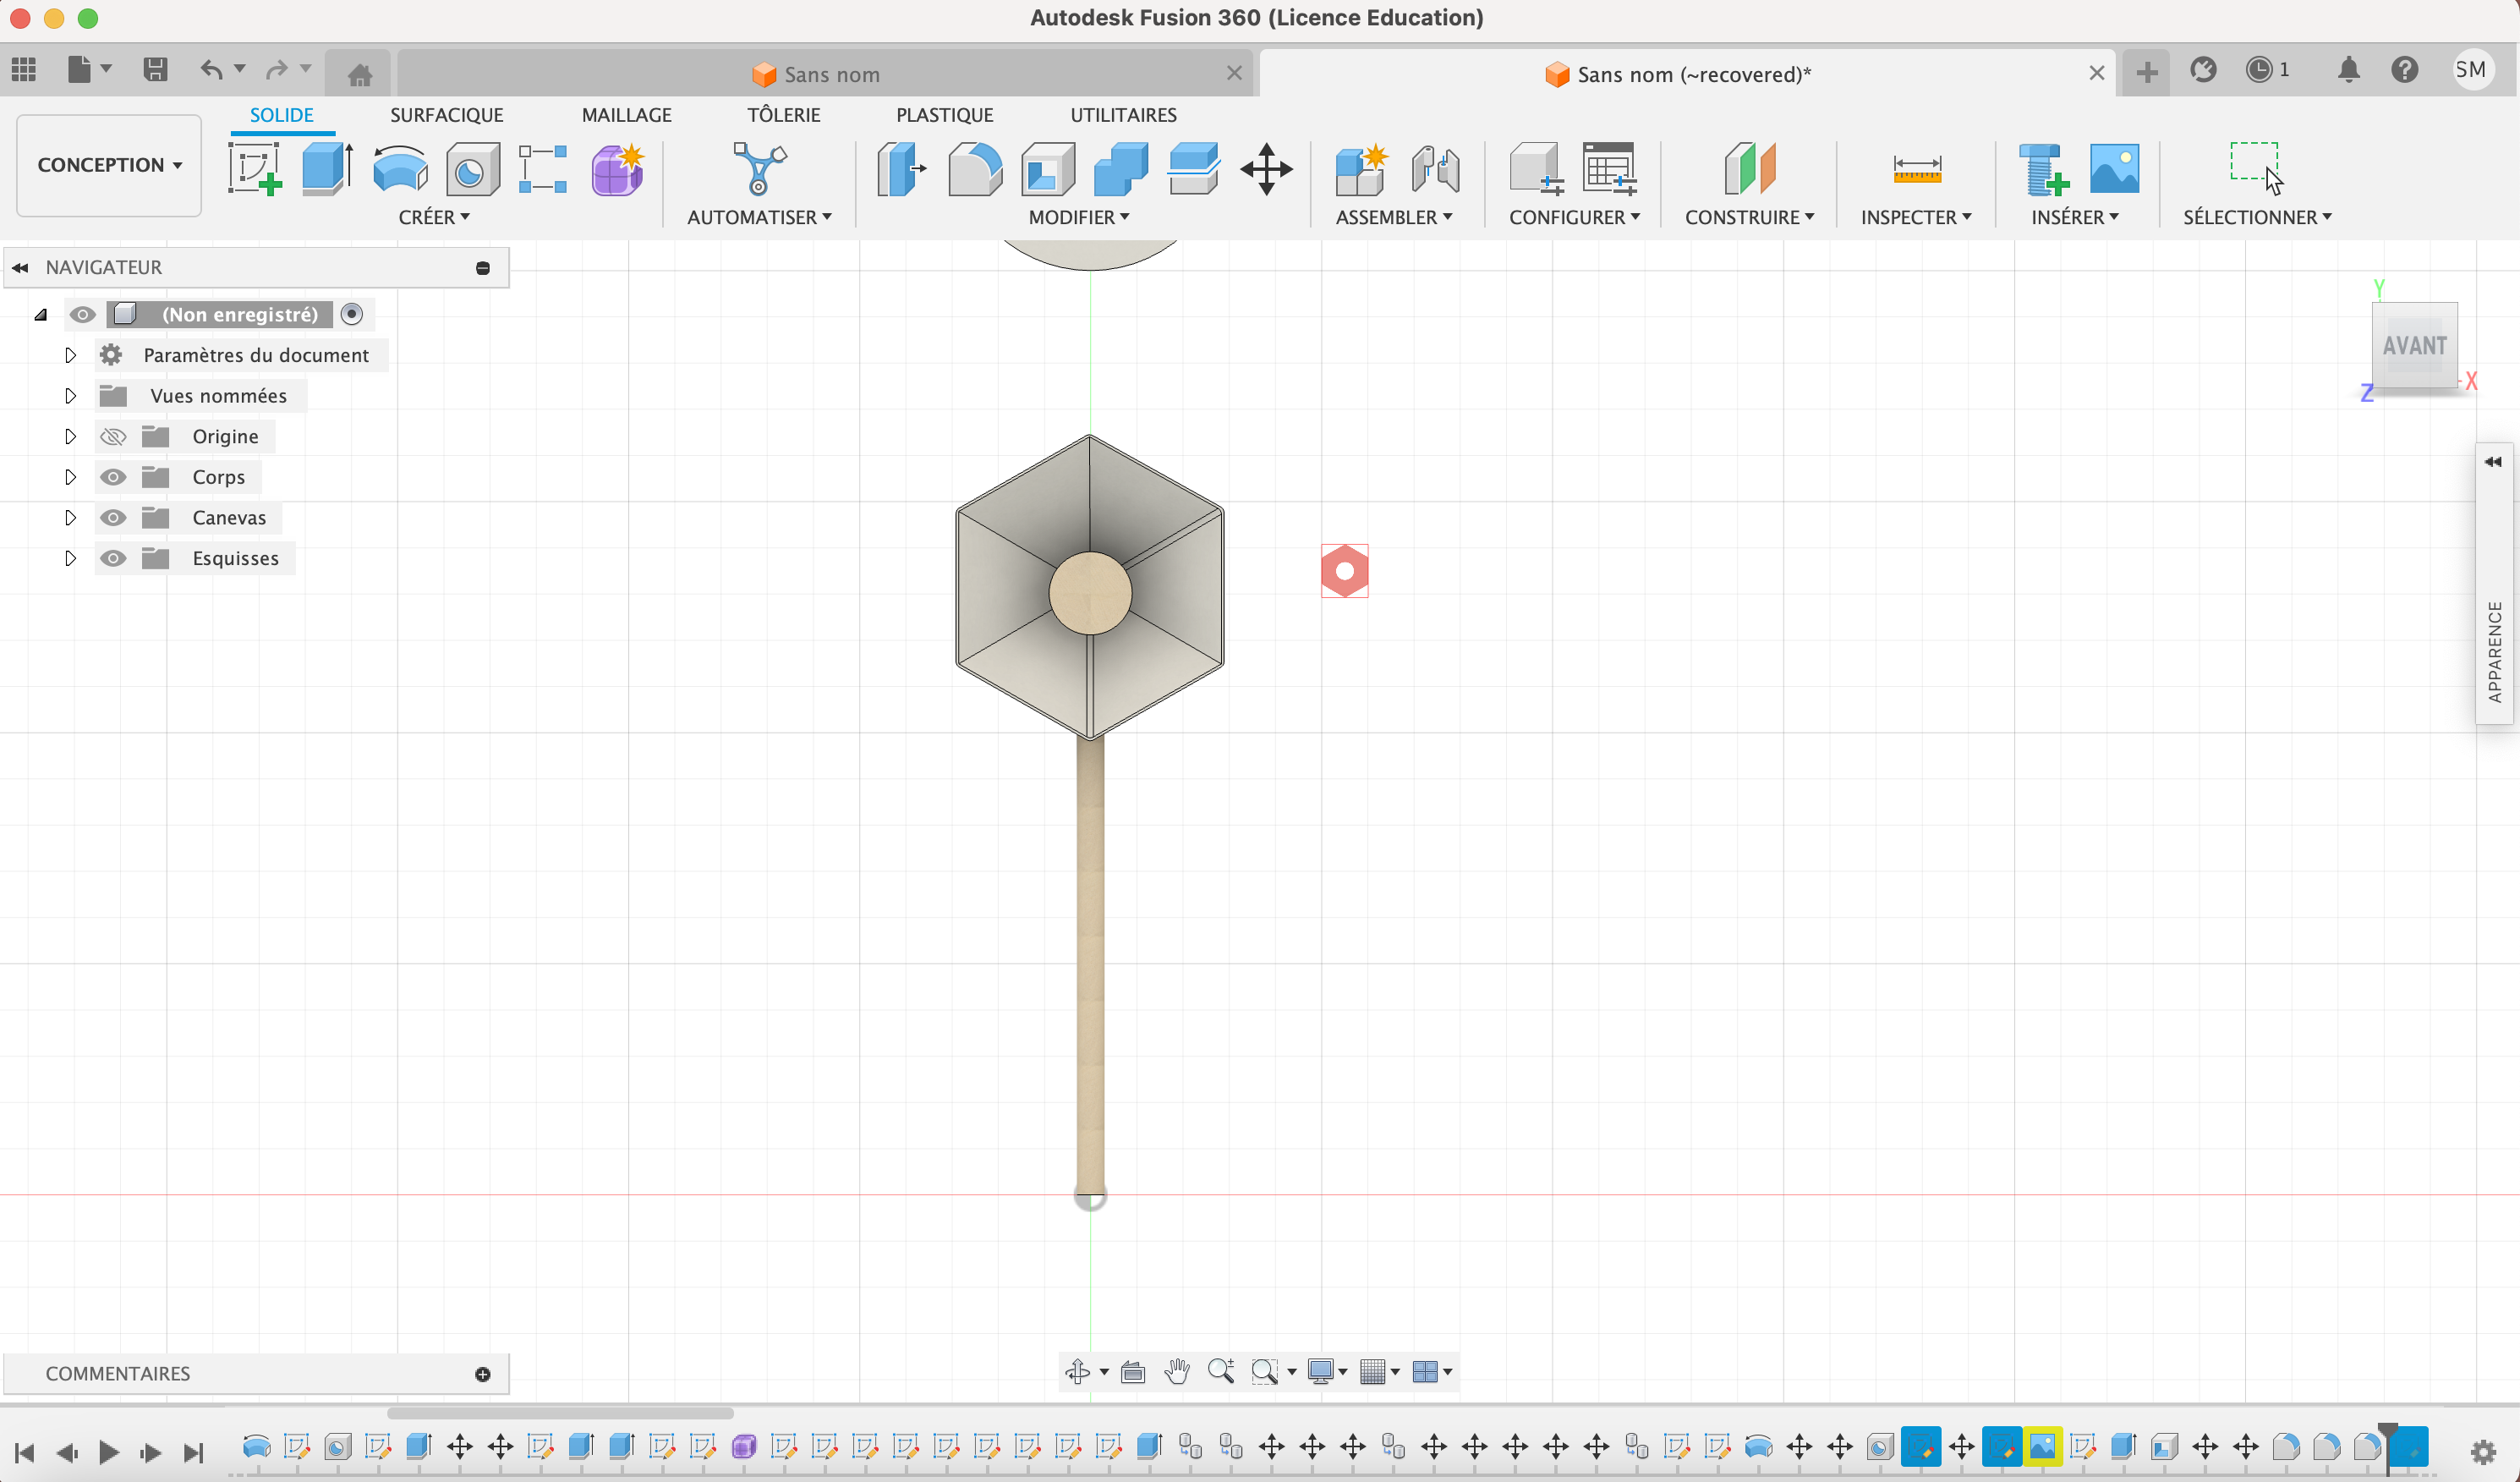 Autodesk Fusion 360 (Licence Education)
Sans nom
Sans nom (~recovered)*
1
SM
SOLIDE
SURFACIQUE
MAILLAGE
TÔLERIE
PLASTIQUE
UTILITAIRES
CONCEPTION
CRÉER
AUTOMATISER
MODIFIER
ASSEMBLER
CONFIGURER
CONSTRUIRE
INSPECTER
INSÉRER
SÉLECTIONNER
NAVIGATEUR
(Non enregistré)
Paramètres du document
Vues nommées
Origine
Corps
Canevas
Esquisses
Y
AVANT
X
Z
APPARENCE
COMMENTAIRES